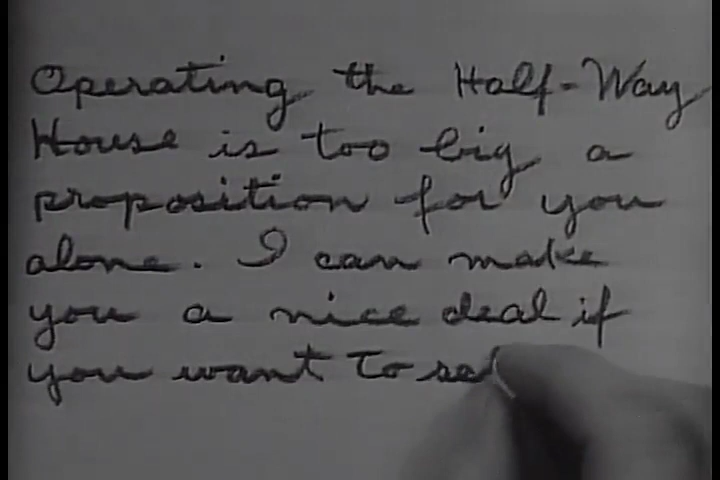 Operating the Half-Way
House is too big a
proposition for you
alone. I can make
you a nice deal if
you want to sel